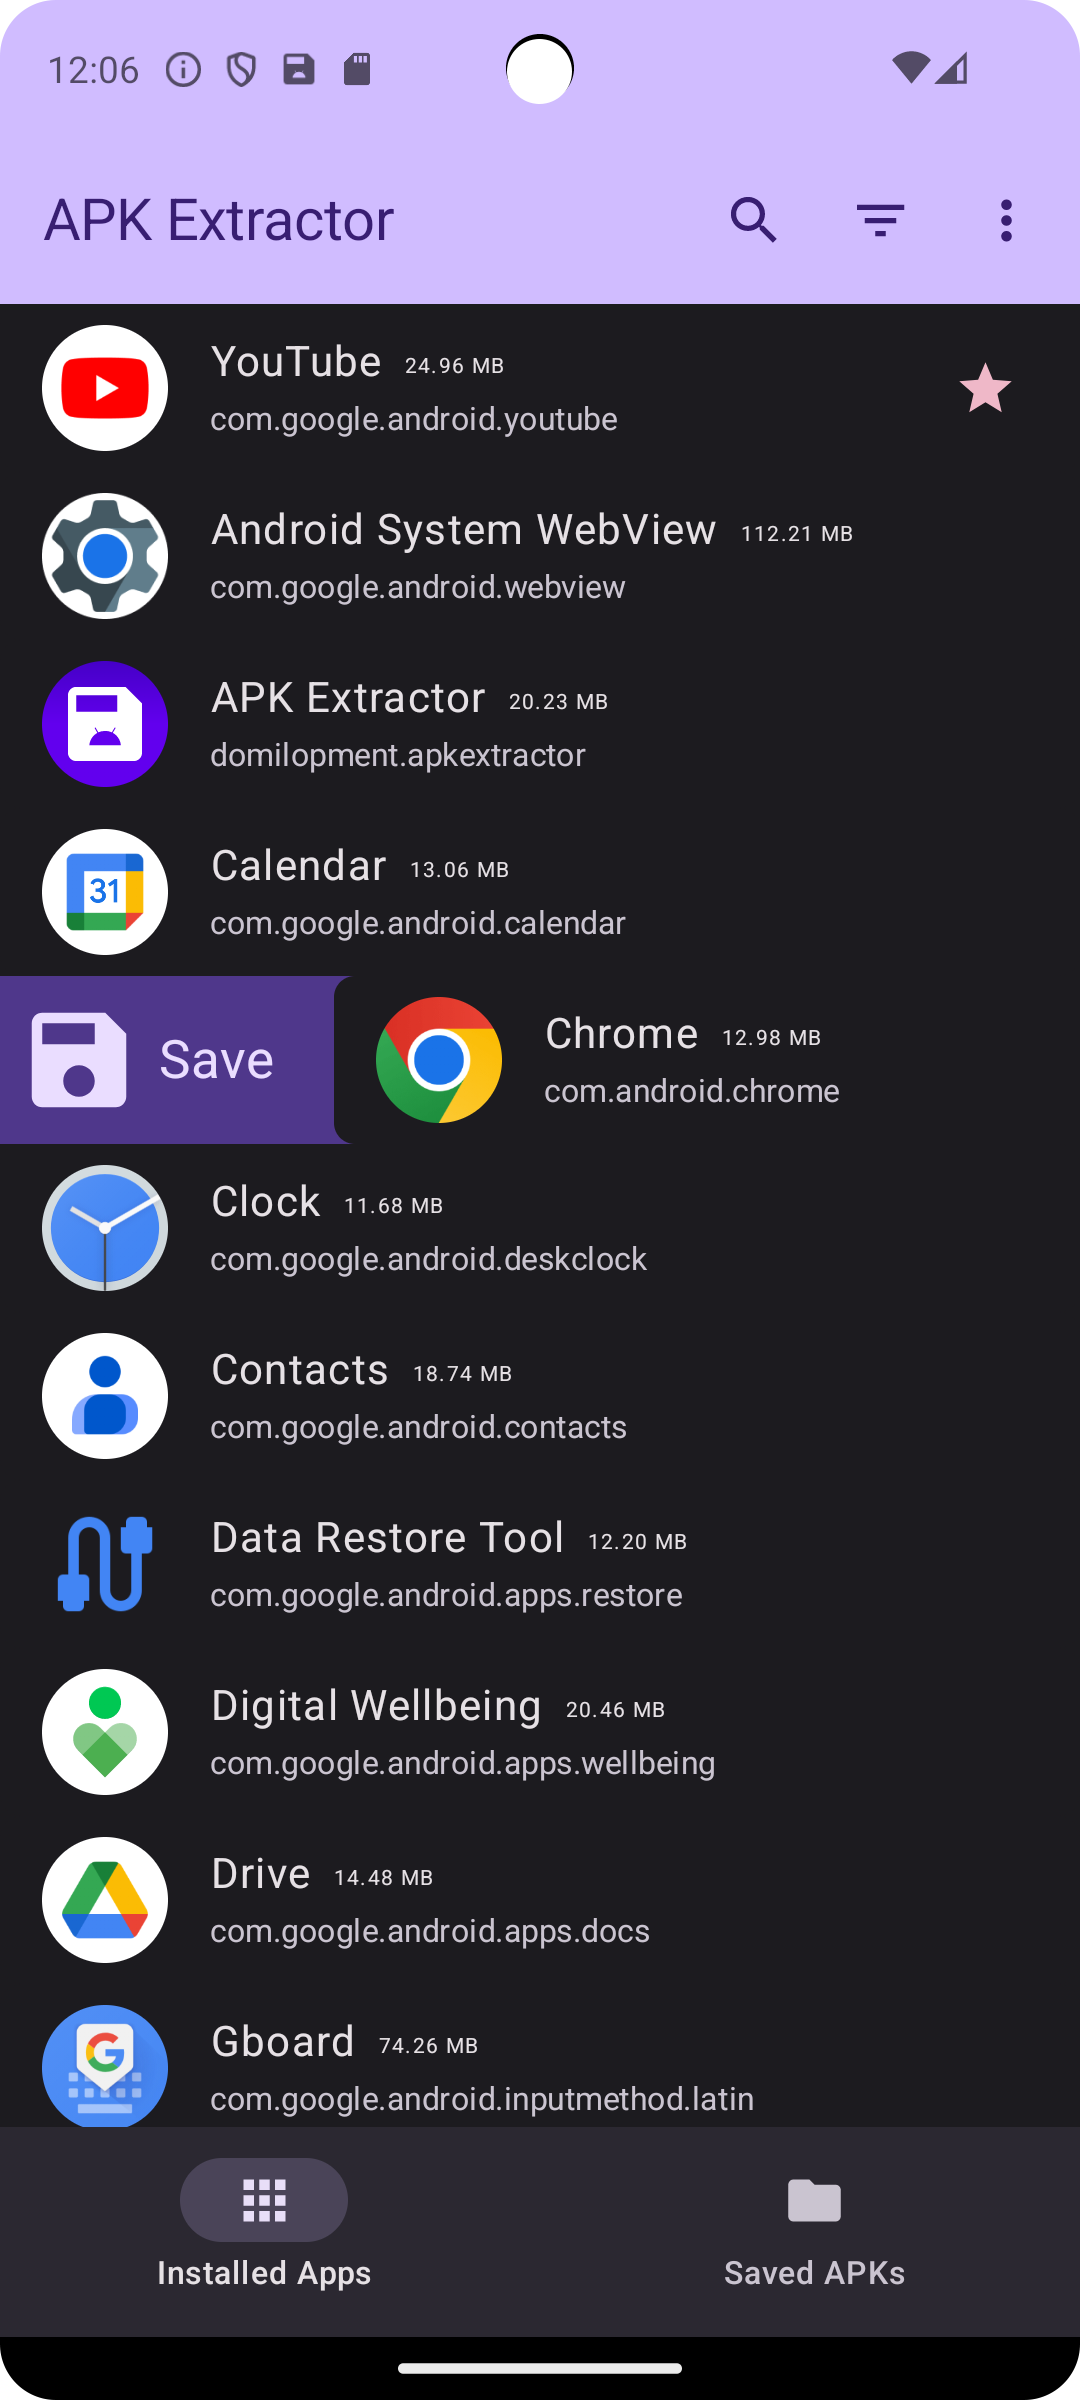 12:06
APK Extractor
YouTube 24.96 MB
com.google.android.youtube
Android System WebView 112.21 MB
com.google.android.webview
APK Extractor 20.23 MB
domilopment.apkextractor
31
Calendar 13.06 MB
com.google.android.calendar
Save
Chrome 12.98 MB
com.android.chrome
Clock 11.68 MB
com.google.android.deskclock
Contacts 18.74 MB
com.google.android.contacts
Data Restore Tool 12.20 MB
com.google.android.apps.restore
Digital Wellbeing 20.46 MB
com.google.android.apps.wellbeing
Drive 14.48 MB
com.google.android.apps.docs
G
Gboard 74.26 MB
com.google.android.inputmethod.latin
Installed Apps
Saved APKs